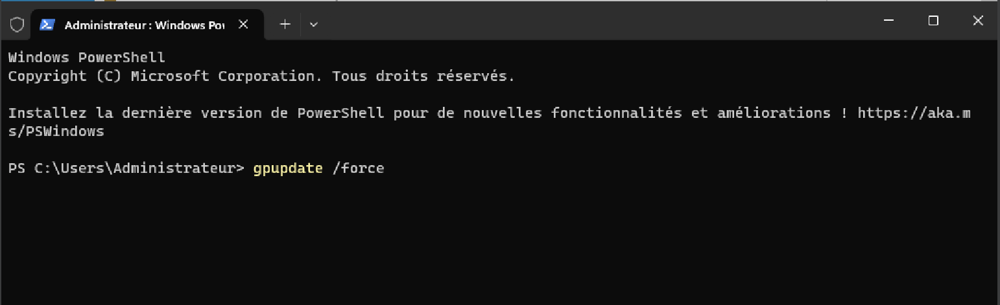 Administrateur : Windows Pov
Windows PowerShell
Copyright (C) Microsoft Corporation. Tous droits réservés.
Installez la dernière version de PowerShell pour de nouvelles fonctionnalités et améliorations ! https://aka.m
s/PSWindows
PS C:\Users\Administrateur> gpupdate /force